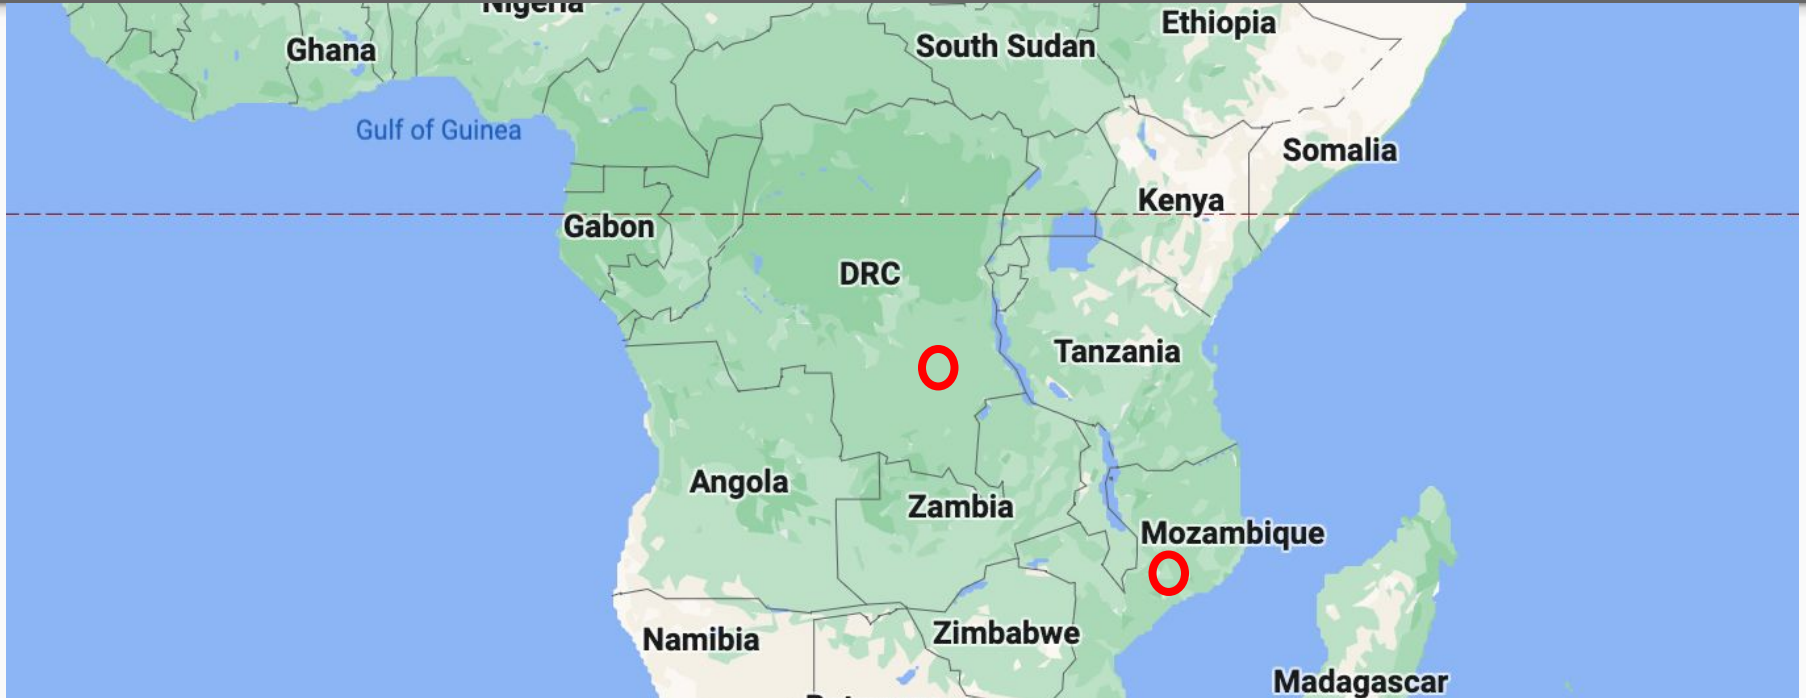 Nigeria
Ethiopia
Ghana
South Sudan
Gulf of Guinea
Somalia
Kenya
Gabon
DRC
Tanzania
Angola
Zambia
Mozambique
Zimbabwe
Namibia
Madagascar